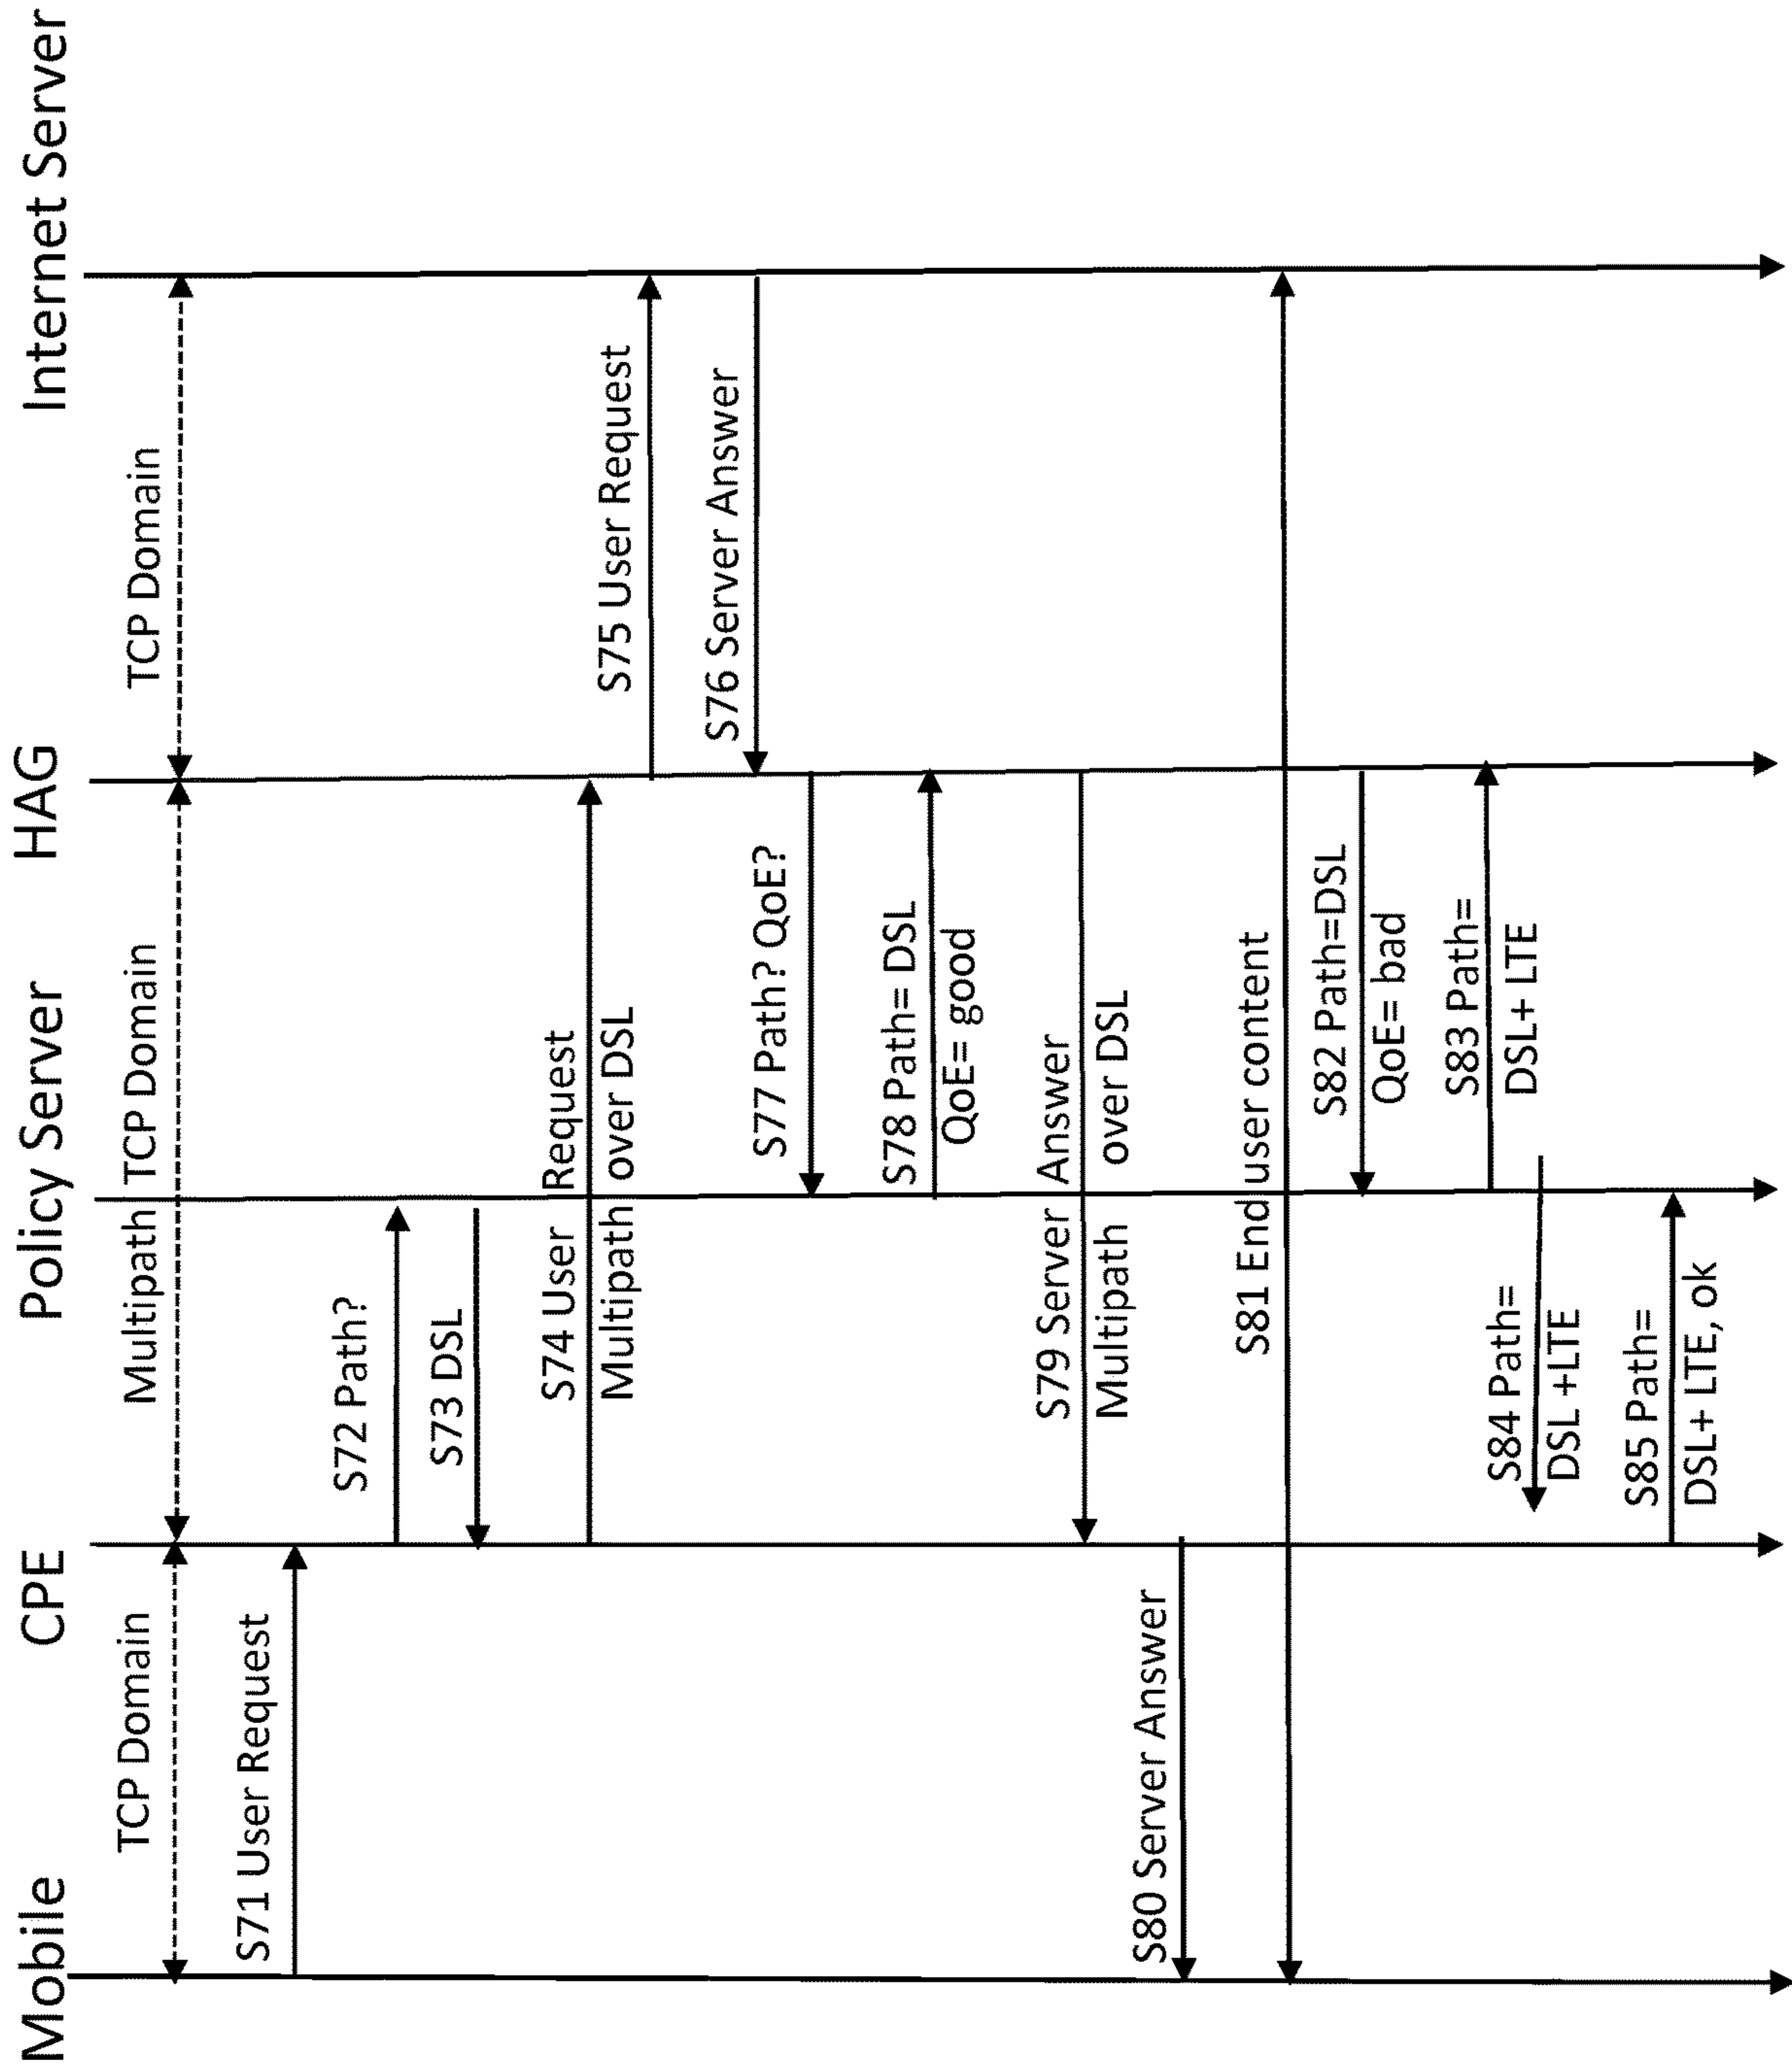 Mobile
CPE
Policy Server
HAG
Internet Server
TCP Domain
Multipath TCP Domain
TCP Domain
S71 User Request
S72 Path?
S73 DSL
S74 User Request
Multipath over DSL
S75 User Request
S76 Server Answer
S77 Path? QoE?
S78 Path= DSL
QoE= good
S79 Server Answer
Multipath over DSL
S80 Server Answer
S81 End user content
S82 Path=DSL
QoE= bad
S83 Path=
DSL+ LTE
S84 Path=
DSL +LTE
S85 Path=
DSL+ LTE, ok